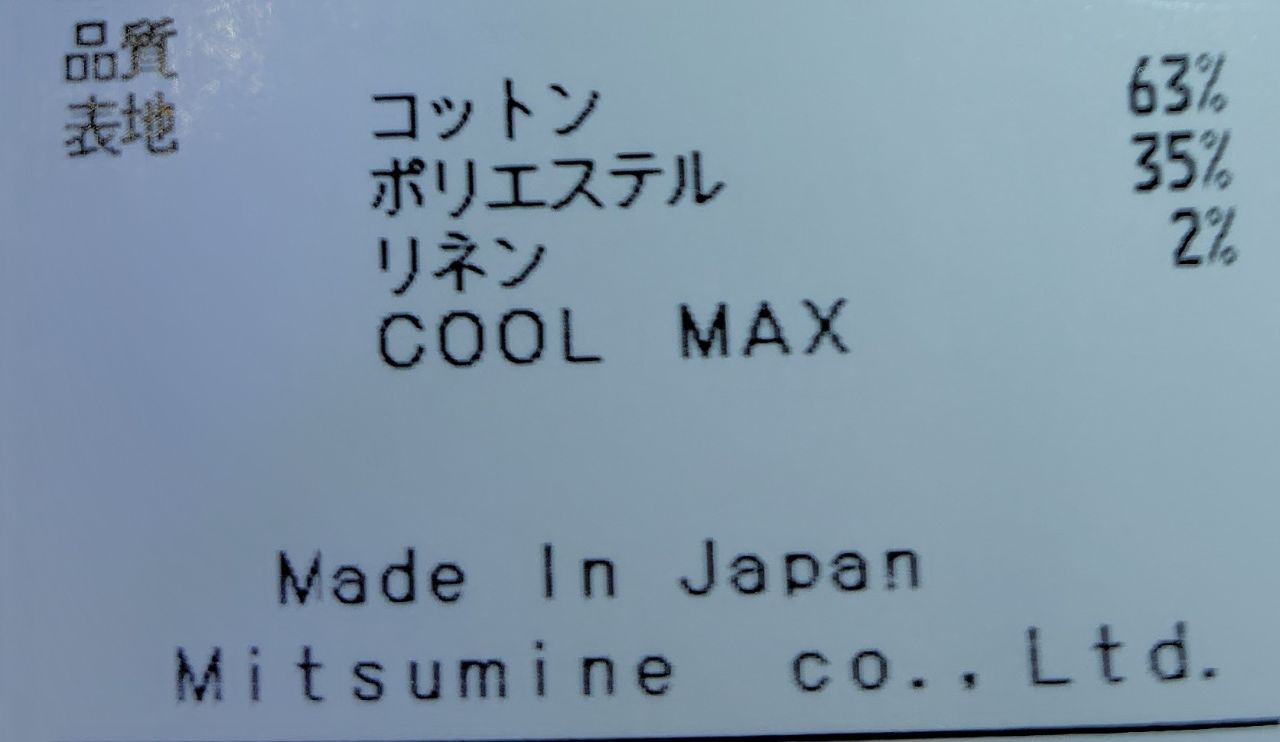 品質
表地 コットン 63%
ポリエステル 35%
リネン 2%
COOL MAX
Made In Japan
Mitsumine co., Ltd.